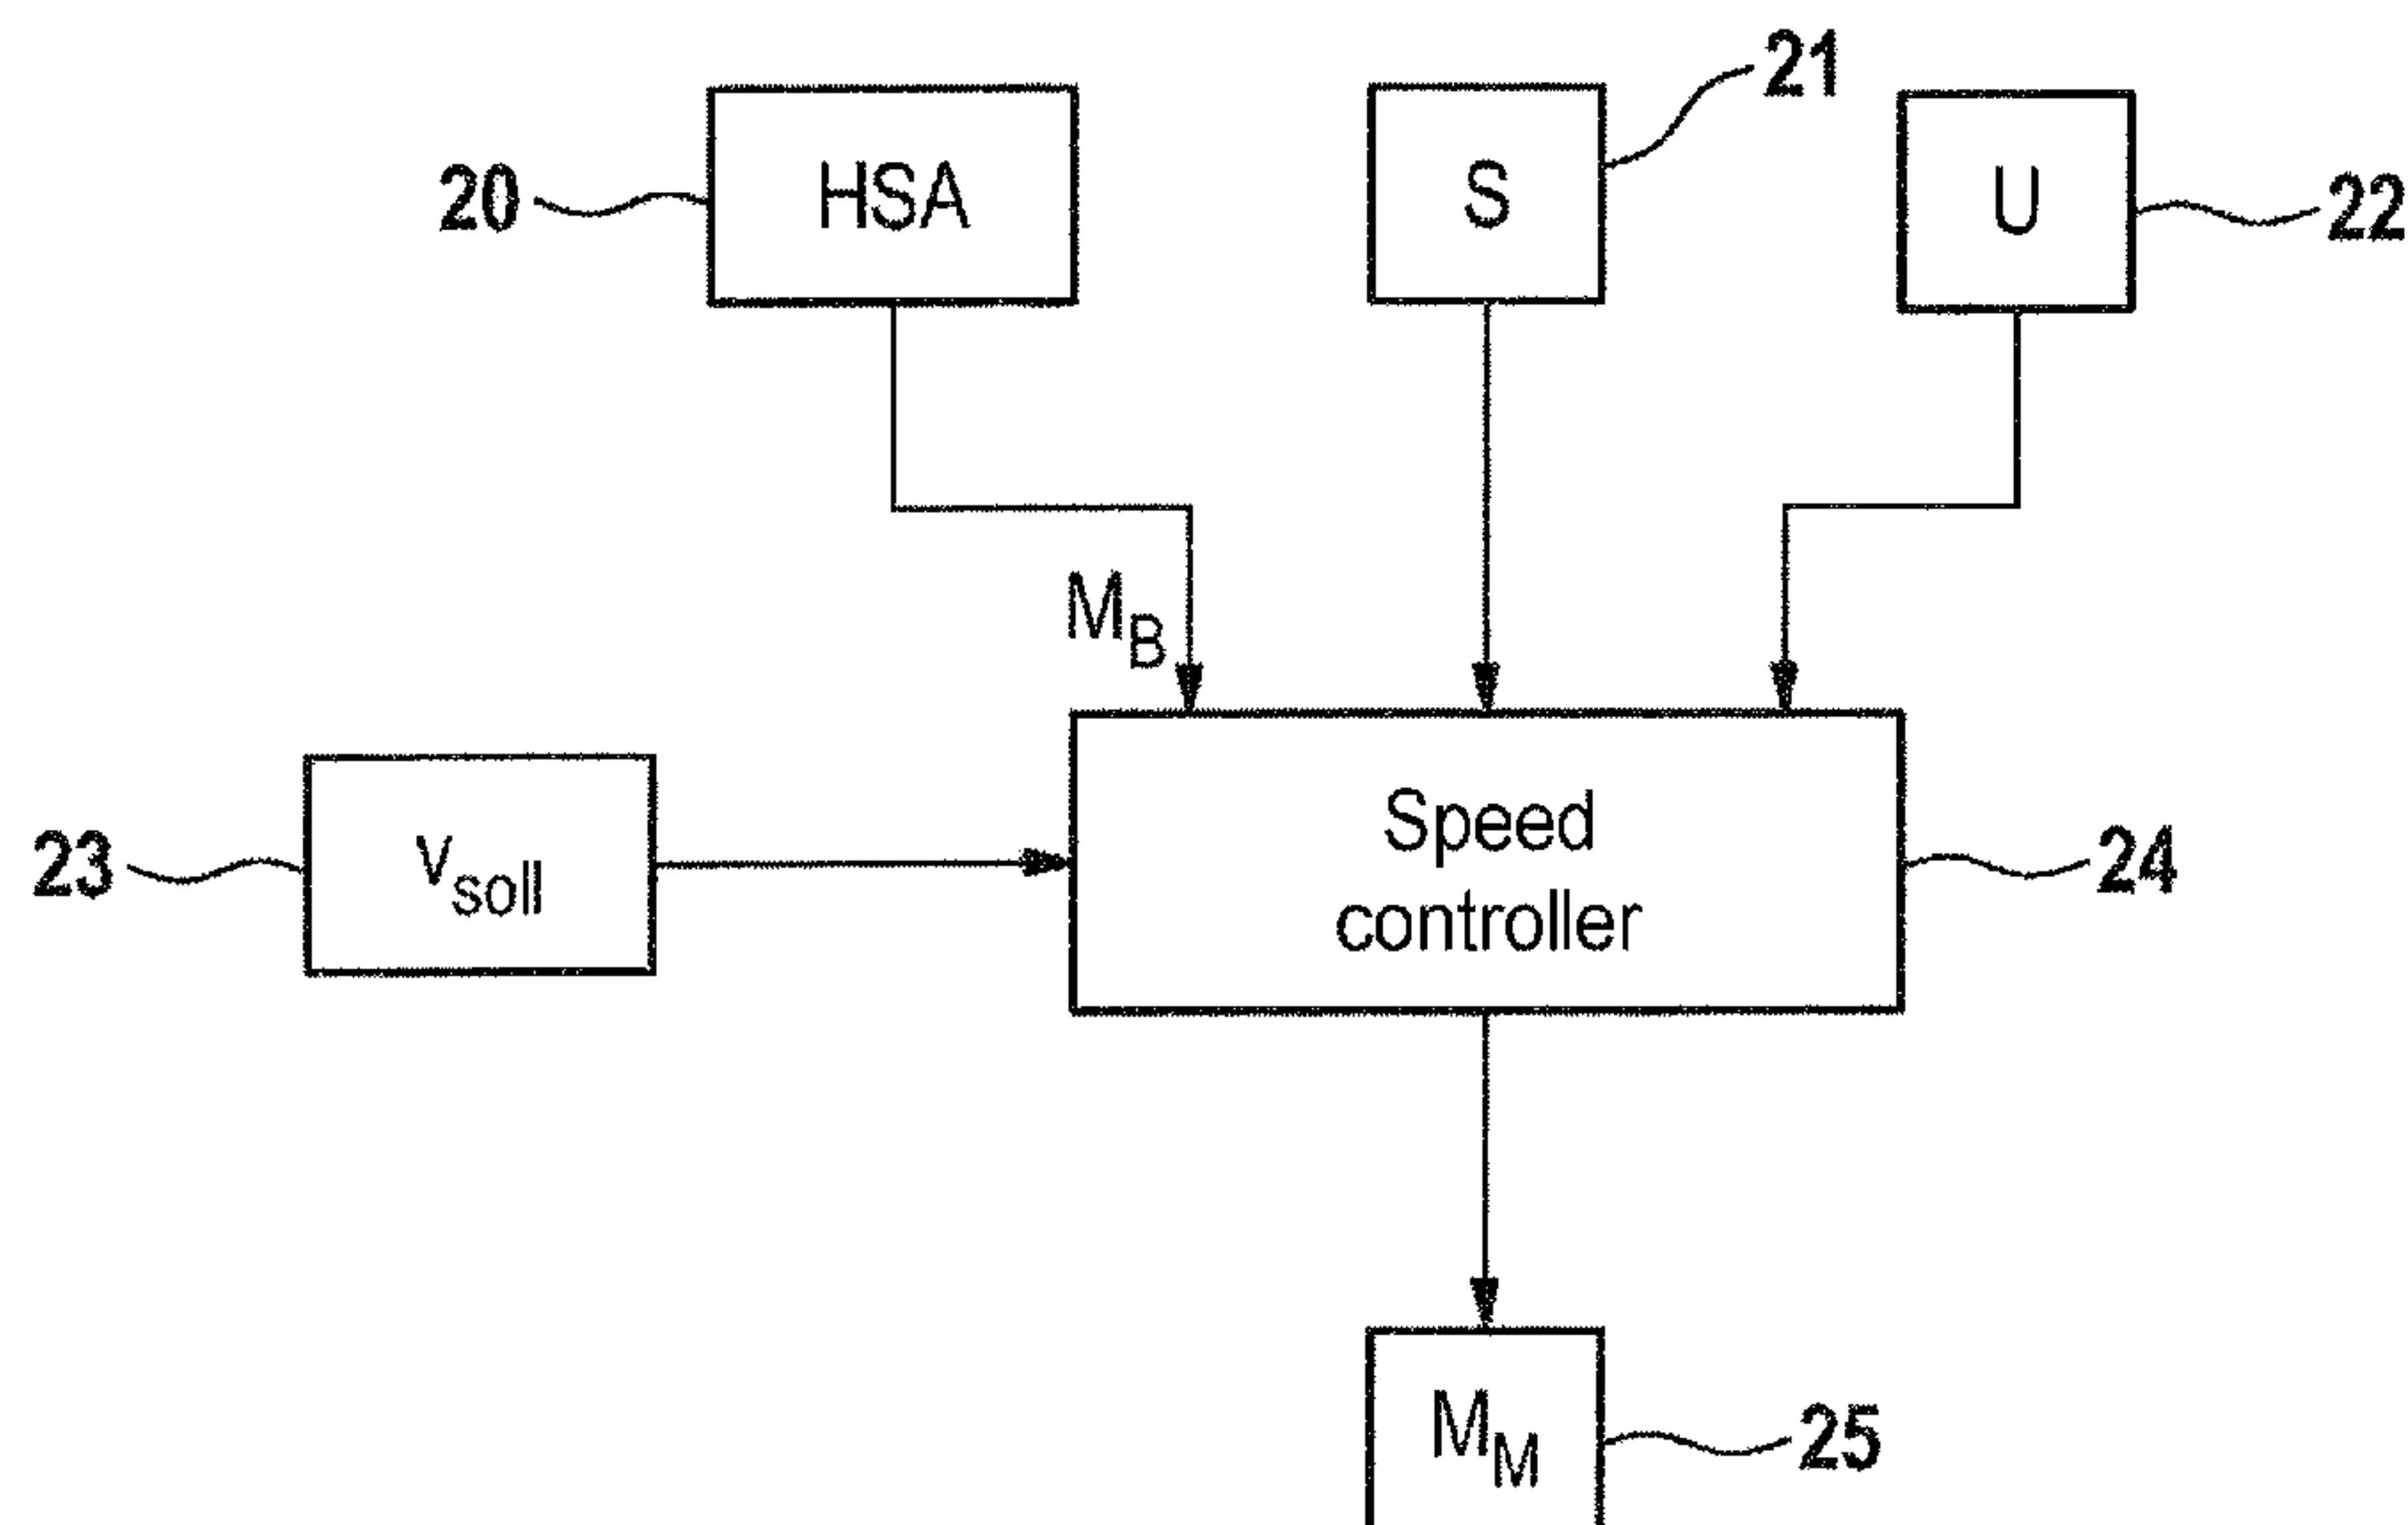 21
20
HSA
S
U
22
M_B
23
v_soll
Speed
controller
24
M_M
25